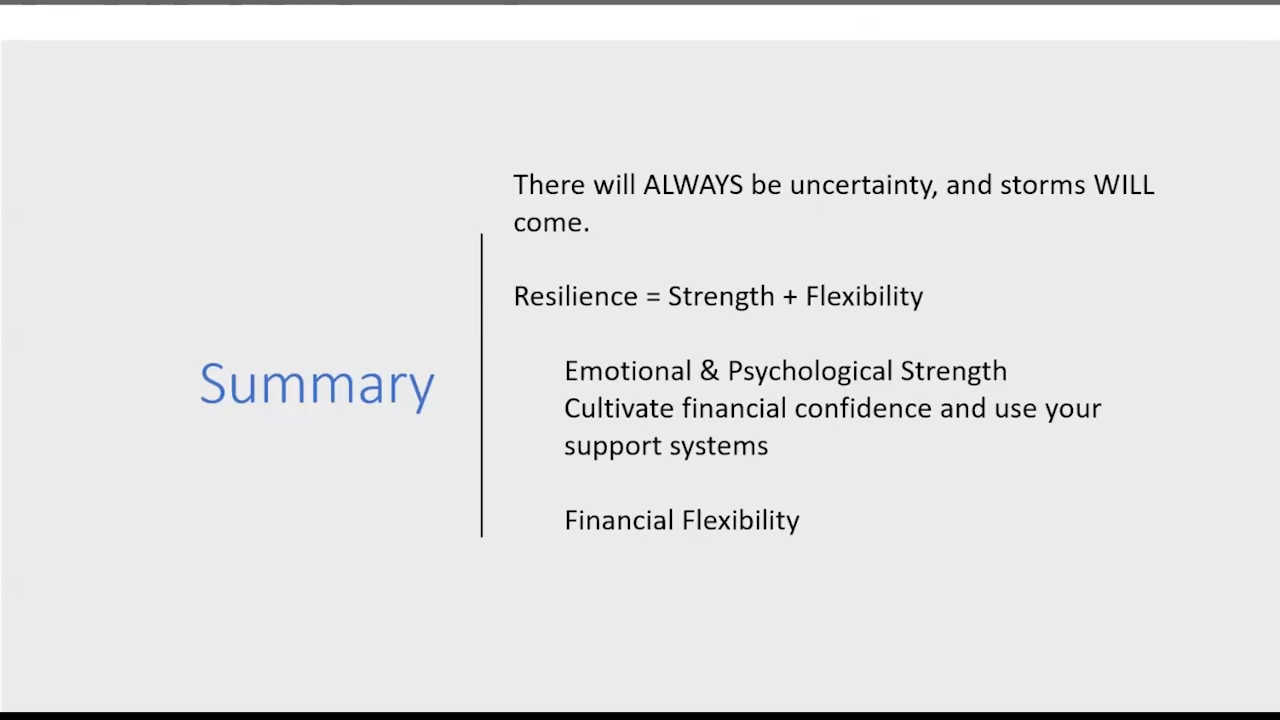 Summary
There will ALWAYS be uncertainty, and storms WILL
come.
Resilience = Strength + Flexibility
Emotional & Psychological Strength
Cultivate financial confidence and use your
support systems
Financial Flexibility